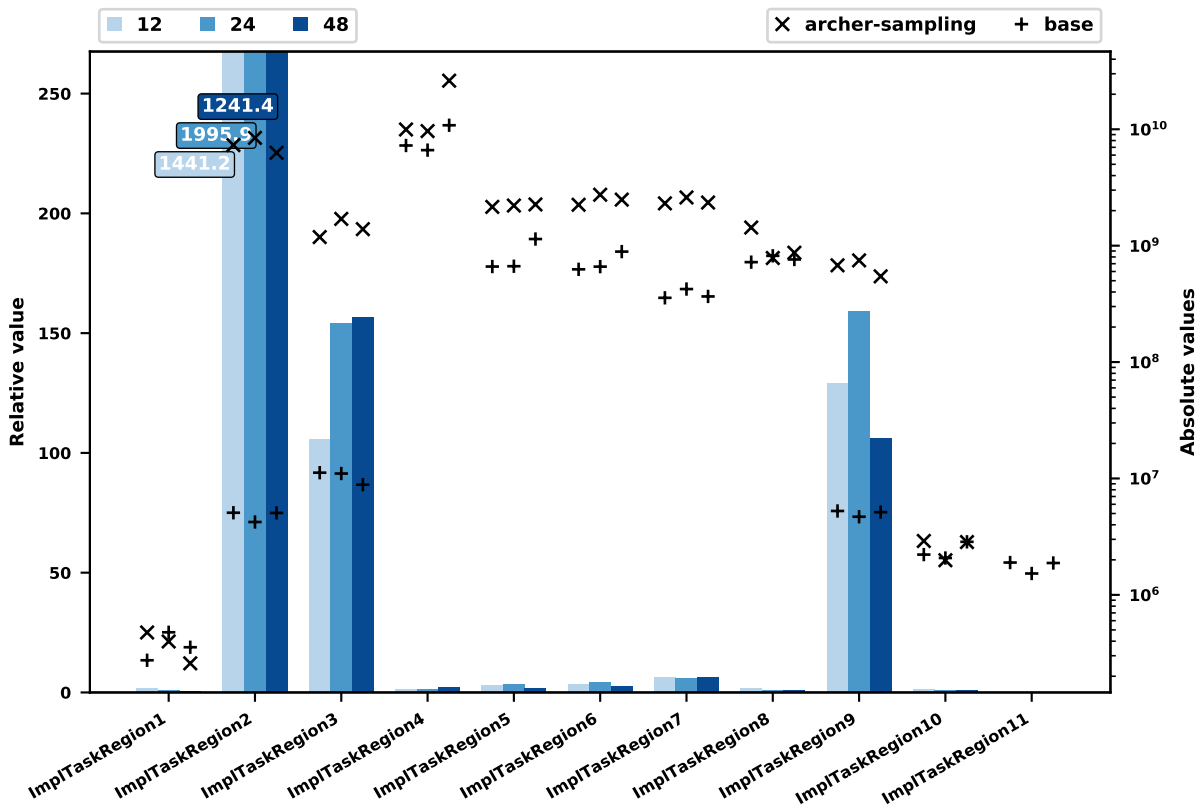 12 24 48
archer-sampling base
1241.4
1995.9
1441.2
Relative value
250
200
150
100
50
0
Absolute values
10^10
10^9
10^8
10^7
10^6
ImplTaskRegion1
ImplTaskRegion2
ImplTaskRegion3
ImplTaskRegion4
ImplTaskRegion5
ImplTaskRegion6
ImplTaskRegion7
ImplTaskRegion8
ImplTaskRegion9
ImplTaskRegion10
ImplTaskRegion11